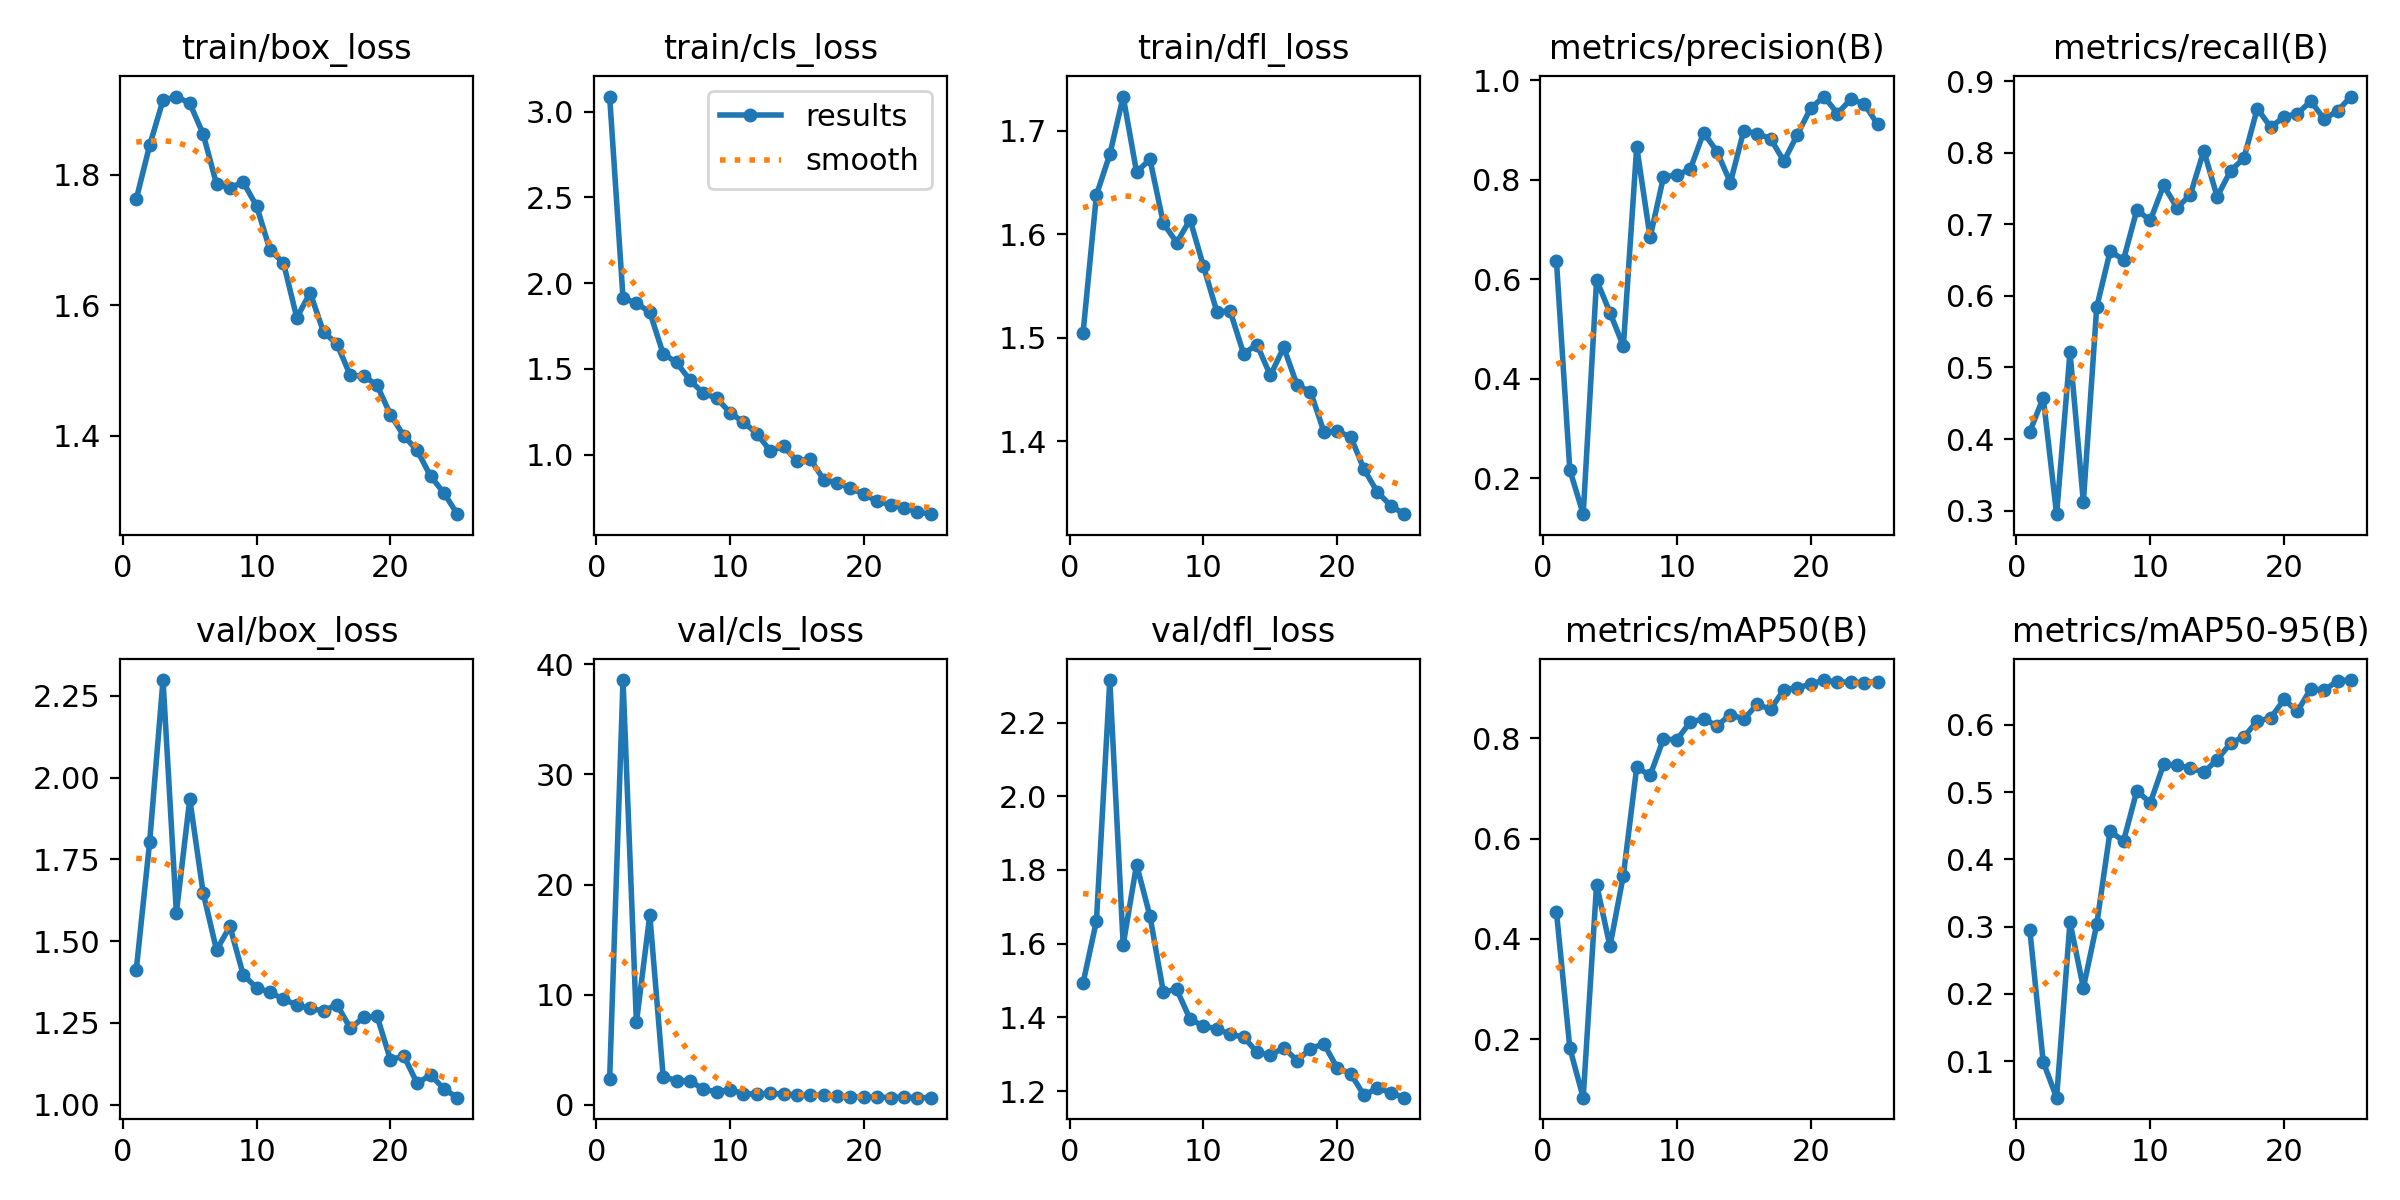 train/box_loss
train/cls_loss
train/dfl_loss
metrics/precision(B)
metrics/recall(B)
1.8
1.6
1.4
0 10 20
3.0
2.5
2.0
1.5
1.0
results
smooth
0 10 20
1.7
1.6
1.5
1.4
0 10 20
1.0
0.8
0.6
0.4
0.2
0 10 20
0.9
0.8
0.7
0.6
0.5
0.4
0.3
0 10 20
val/box_loss
val/cls_loss
val/dfl_loss
metrics/mAP50(B)
metrics/mAP50-95(B)
2.25
2.00
1.75
1.50
1.25
1.00
0 10 20
40
30
20
10
0
0 10 20
2.2
2.0
1.8
1.6
1.4
1.2
0 10 20
0.8
0.6
0.4
0.2
0 10 20
0.6
0.5
0.4
0.3
0.2
0.1
0 10 20